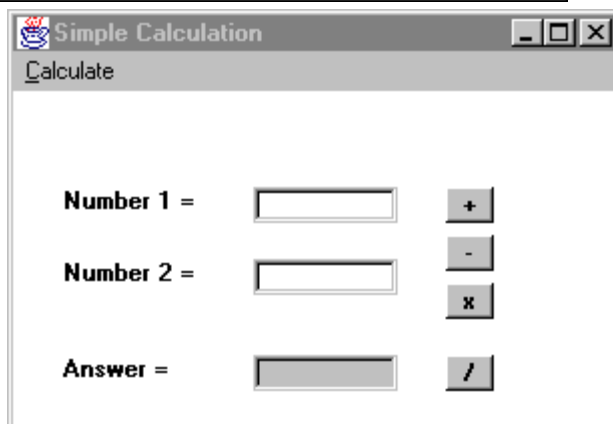 Simple Calculation
Calculate
Number 1 =
+
-
Number 2 =
x
Answer =
/